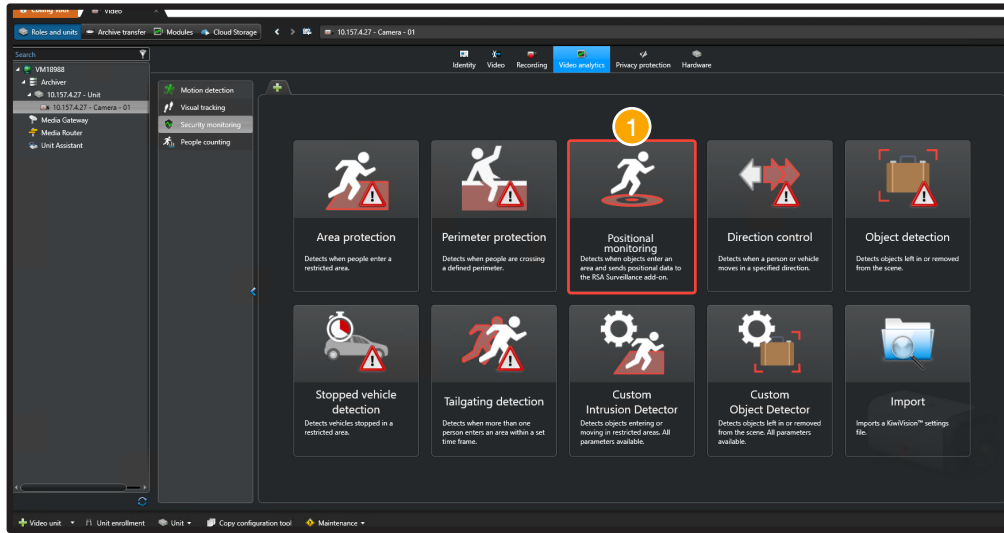 Config Tool
Video
Roles and units
Archive transfer
Modules
Cloud Storage
10.157.4.27 - Camera - 01
Search
Identity
Video
Recording
Video analytics
Privacy protection
Hardware
VM18988
Archiver
10.157.4.27 - Unit
10.157.4.27 - Camera - 01
Media Gateway
Media Router
Unit Assistant
Motion detection
Visual tracking
Security monitoring
People counting
1
Area protection
Detects when people enter a
restricted area.
Perimeter protection
Detects when people are crossing
a defined perimeter.
Positional
monitoring
Detects when objects enter an
area and sends positional data to
the RSA Surveillance add-on.
Direction control
Detects when a person or vehicle
moves in a specified direction.
Object detection
Detects objects left in or removed
from the scene.
Stopped vehicle
detection
Detects vehicles stopped in a
restricted area.
Tailgating detection
Detects when more than one
person enters an area within a set
time frame.
Custom
Intrusion Detector
Detects objects entering or
moving in restricted areas. All
parameters available.
Custom
Object Detector
Detects objects left in or removed
from the scene. All parameters
available.
Import
Imports a KiwiVision™ settings
file.
Video unit
Unit enrollment
Unit
Copy configuration tool
Maintenance